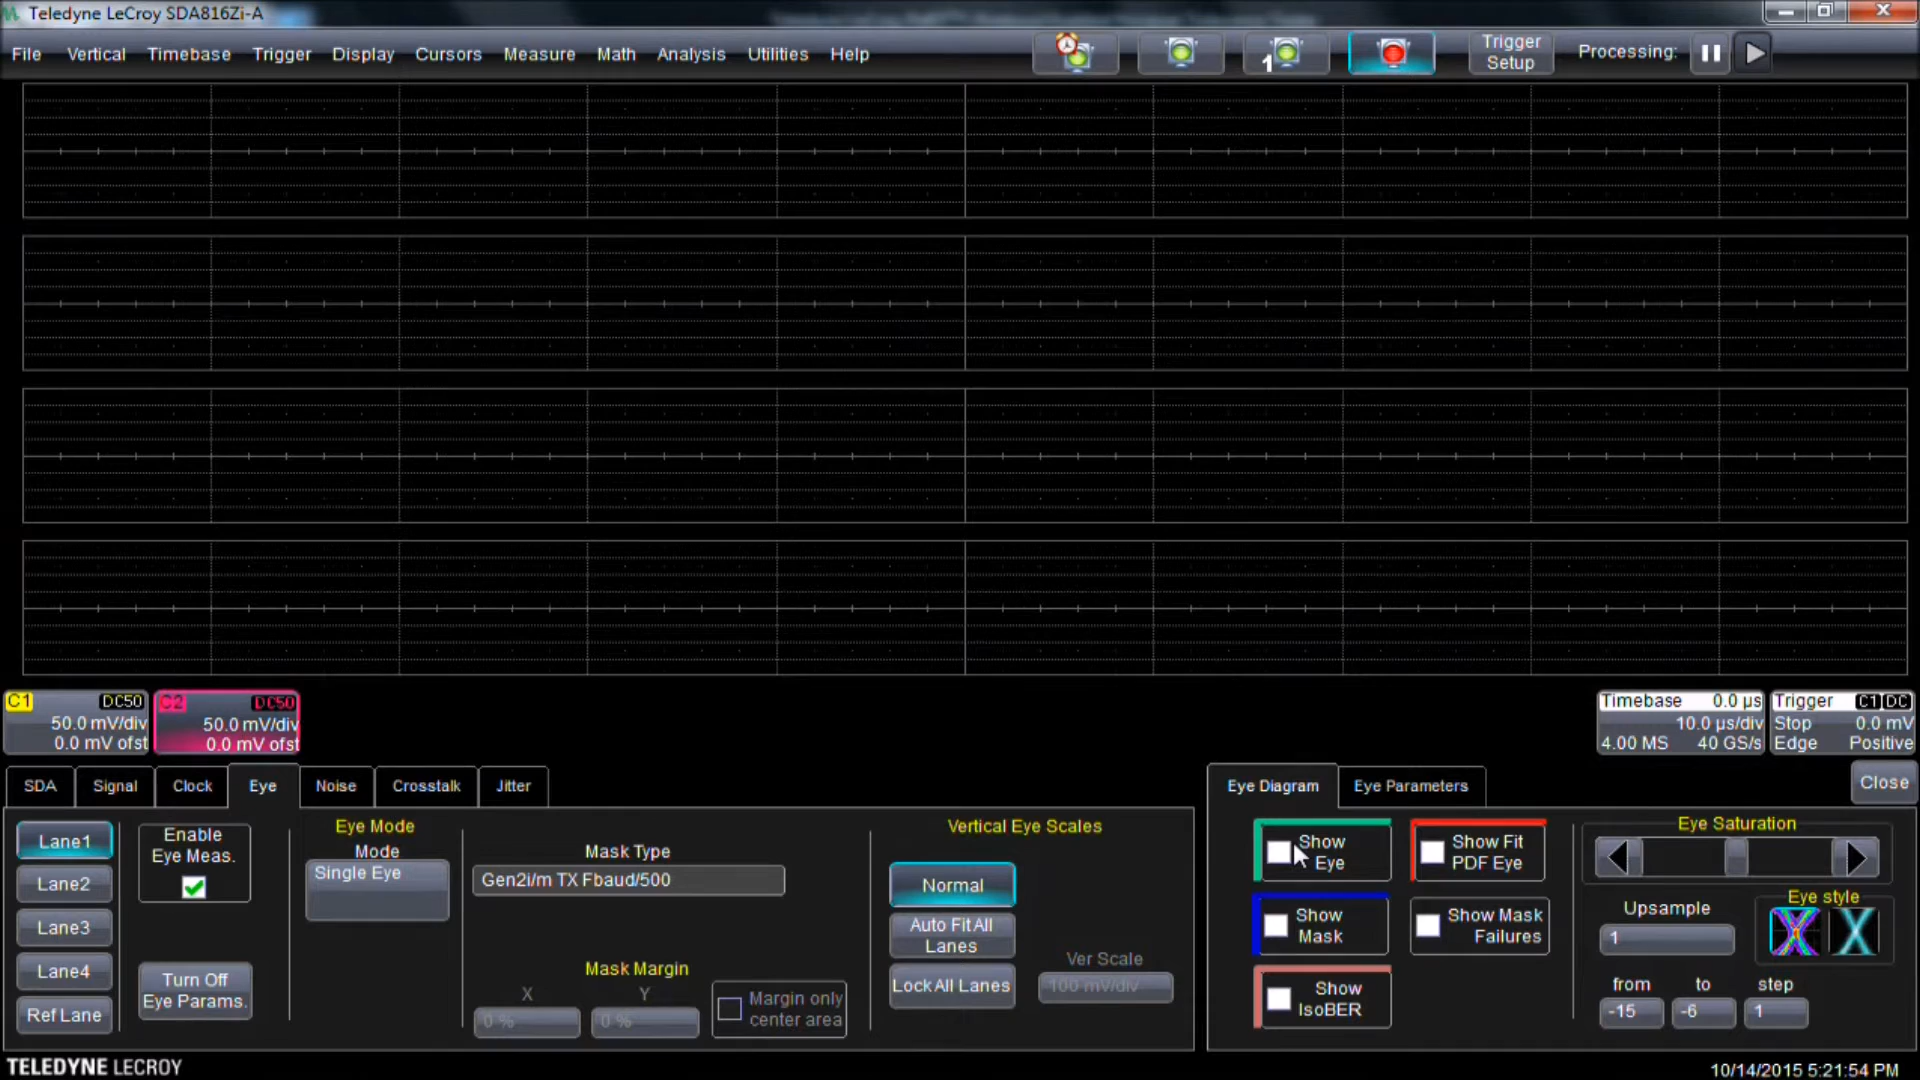 Teledyne LeCroy SDA816Zi-A
File Vertical Timebase Trigger Display Cursors Measure Math Analysis Utilities Help
1
Trigger
Setup
Processing:
C1 DC50
50.0 mV/div
0.0 mV ofst
C2 DC50
50.0 mV/div
0.0 mV ofst
Timebase 0.0 µs
10.0 µs/div
4.00 MS 40 GS/s
Trigger C1 DC
Stop 0.0 mV
Edge Positive
SDA Signal Clock Eye Noise Crosstalk Jitter
Lane1
Lane2
Lane3
Lane4
Ref Lane
Enable
Eye Meas.
Turn Off
Eye Params.
Eye Mode
Mode
Single Eye
Mask Type
Gen2i/m TX Fbaud/500
Mask Margin
X Y
0 % 0 %
Margin only
center area
Vertical Eye Scales
Normal
Auto Fit All
Lanes
Lock All Lanes
Ver Scale
100 mV/div
Eye Diagram Eye Parameters
Close
Show
Eye
Show Fit
PDF Eye
Show
Mask
Show Mask
Failures
Show
IsoBER
Eye Saturation
Upsample
1
Eye style
from to step
-15 -6 1
TELEDYNE LECROY
10/14/2015 5:21:54 PM